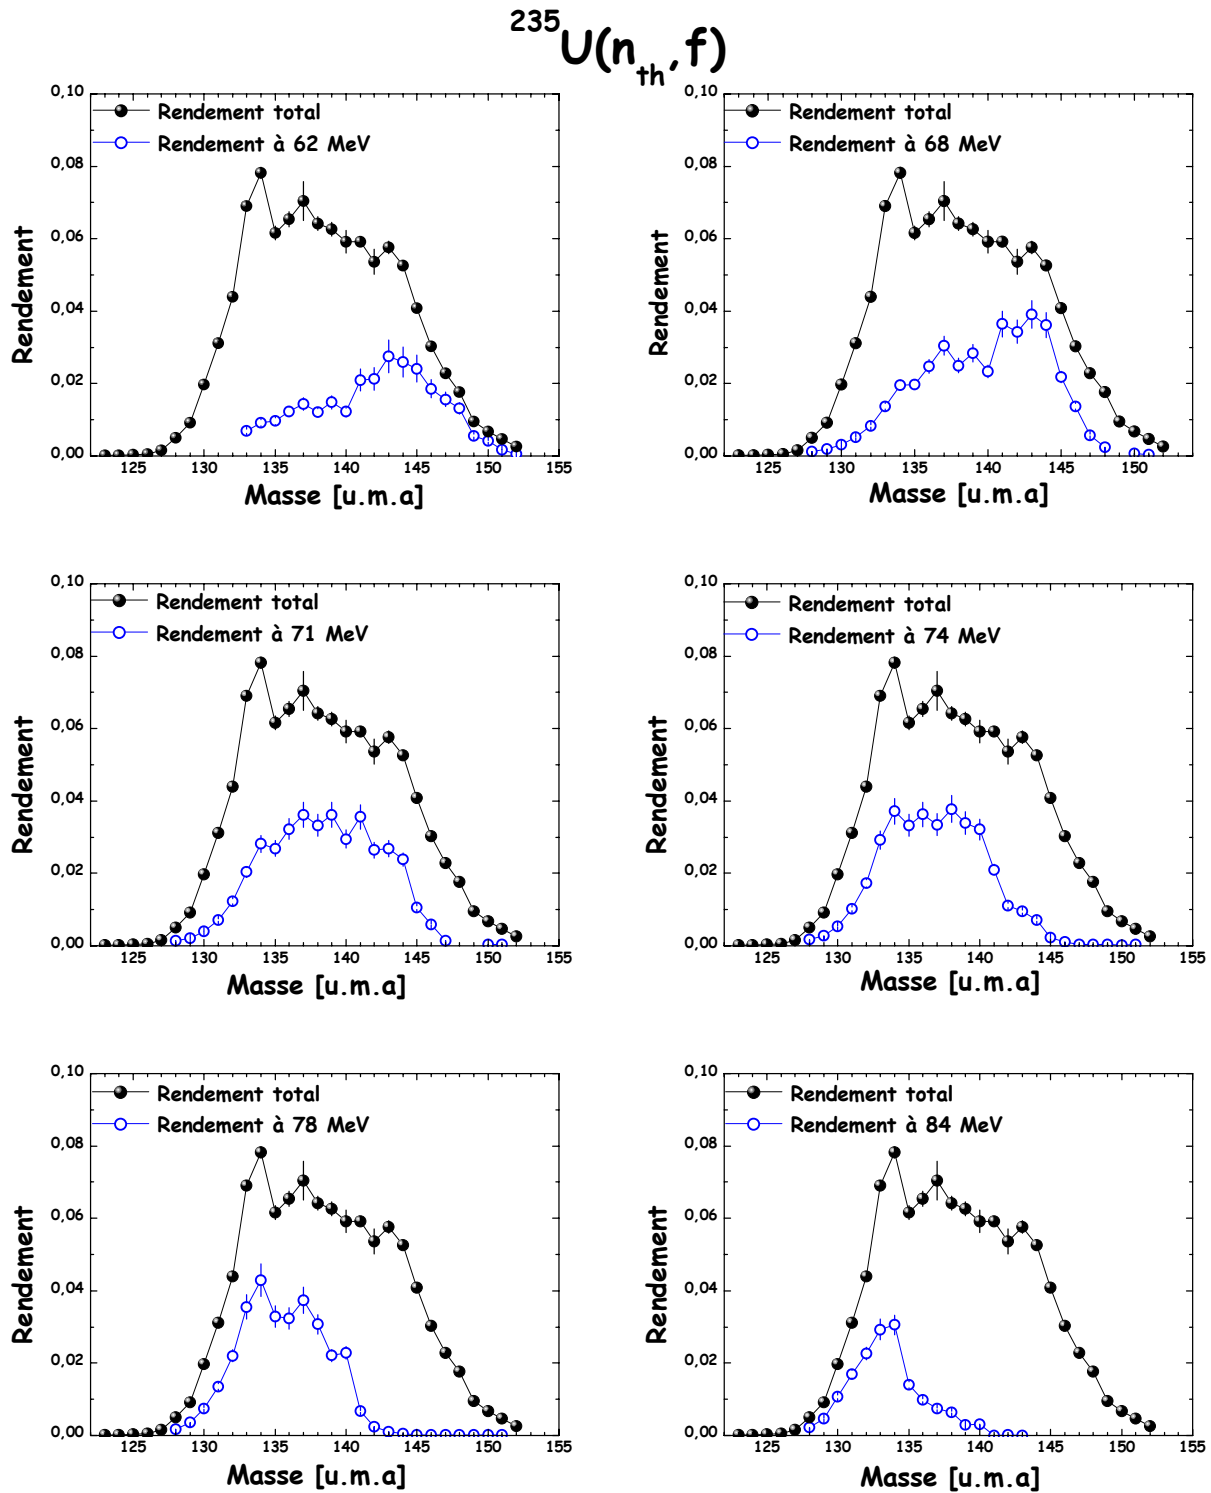 235U(nth,f)
Rendement total
Rendement à 62 MeV
Rendement
0,10
0,08
0,06
0,04
0,02
0,00
125 130 135 140 145 150 155
Masse [u.m.a]
Rendement total
Rendement à 68 MeV
Rendement
0,10
0,08
0,06
0,04
0,02
0,00
125 130 135 140 145 150
Masse [u.m.a]
Rendement total
Rendement à 71 MeV
Rendement
0,10
0,08
0,06
0,04
0,02
0,00
125 130 135 140 145 150 155
Masse [u.m.a]
Rendement total
Rendement à 74 MeV
Rendement
0,10
0,08
0,06
0,04
0,02
0,00
125 130 135 140 145 150 155
Masse [u.m.a]
Rendement total
Rendement à 78 MeV
Rendement
0,10
0,08
0,06
0,04
0,02
0,00
125 130 135 140 145 150 155
Masse [u.m.a]
Rendement total
Rendement à 84 MeV
Rendement
0,10
0,08
0,06
0,04
0,02
0,00
125 130 135 140 145 150 155
Masse [u.m.a]